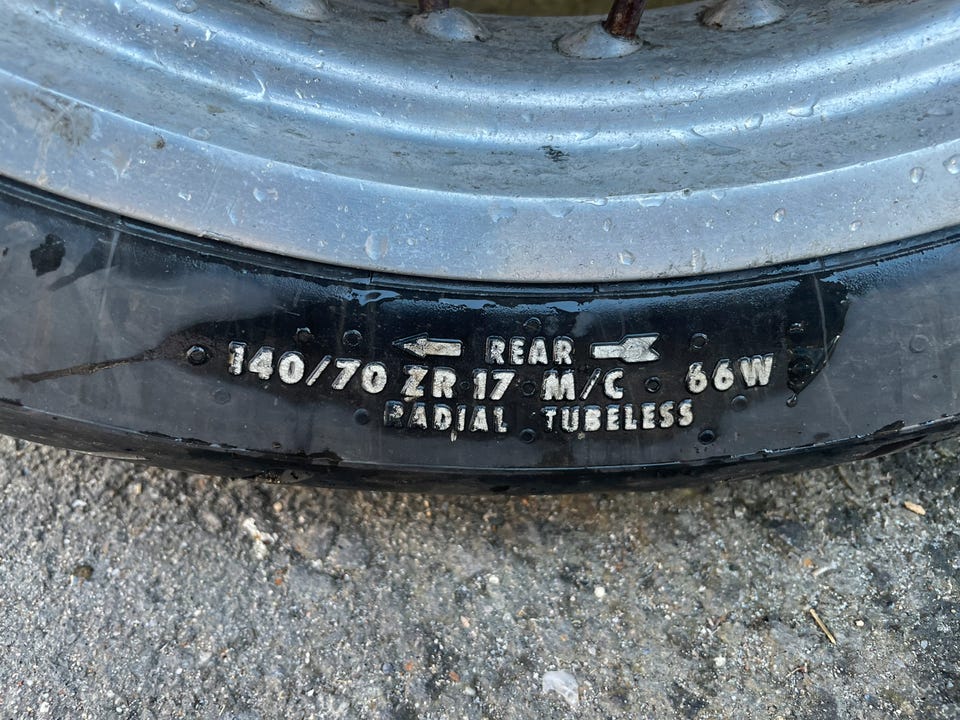 REAR
140/70 ZR 17 M/C 66W
RADIAL TUBELESS